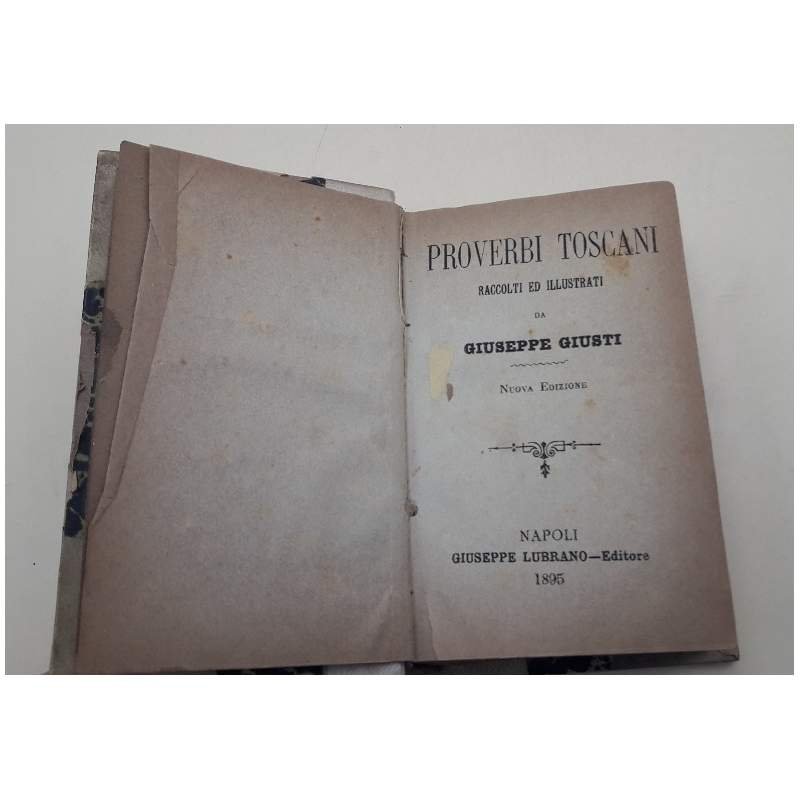 PROVERBI TOSCANI
RACCOLTI ED ILLUSTRATI
DA
GIUSEPPE GIUSTI
NUOVA EDIZIONE
NAPOLI
GIUSEPPE LUBRANO—Editore
1895